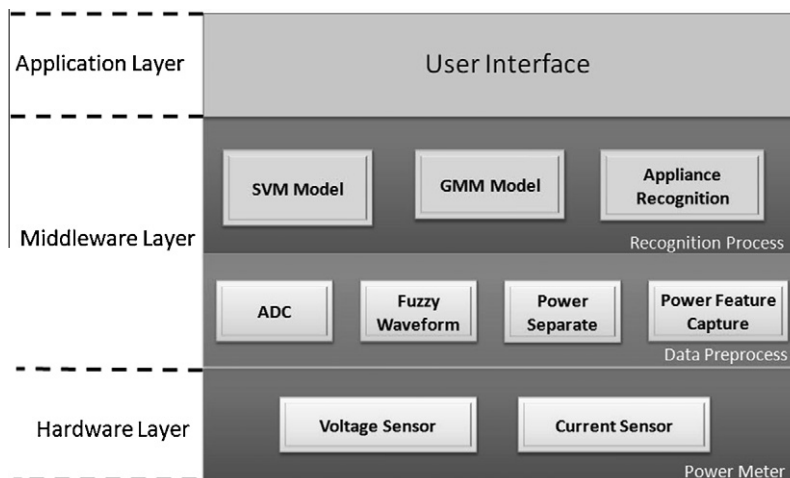 Application Layer
User Interface
Middleware Layer
SVM Model
GMM Model
Appliance
Recognition
Recognition Process
ADC
Fuzzy
Waveform
Power
Separate
Power Feature
Capture
Data Preprocess
Hardware Layer
Voltage Sensor
Current Sensor
Power Meter